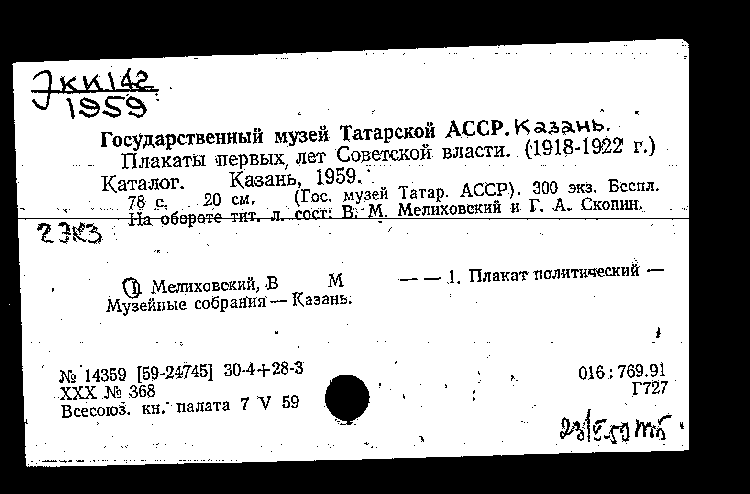 ЭКК142
1959
Государственный музей Татарской АССР. Казань.
Плакаты первых лет Советской власти. (1918-1922 г.)
Каталог. Казань, 1959.
78 с. 20 см. (Гос. музей Татар. АССР). 300 экз. Беспл.
На обороте тит. л. сост: В. М. Мелиховский и Г. А. Скопин.
2 экз
1 Мелиховский, В М — — 1. Плакат политический —
Музейные собрания — Казань.
№ 14359 [59-24745] 30-4+28-3
016:769.91
XXX № 368
Г727
Всесоюз. кн. палата 7 V 59